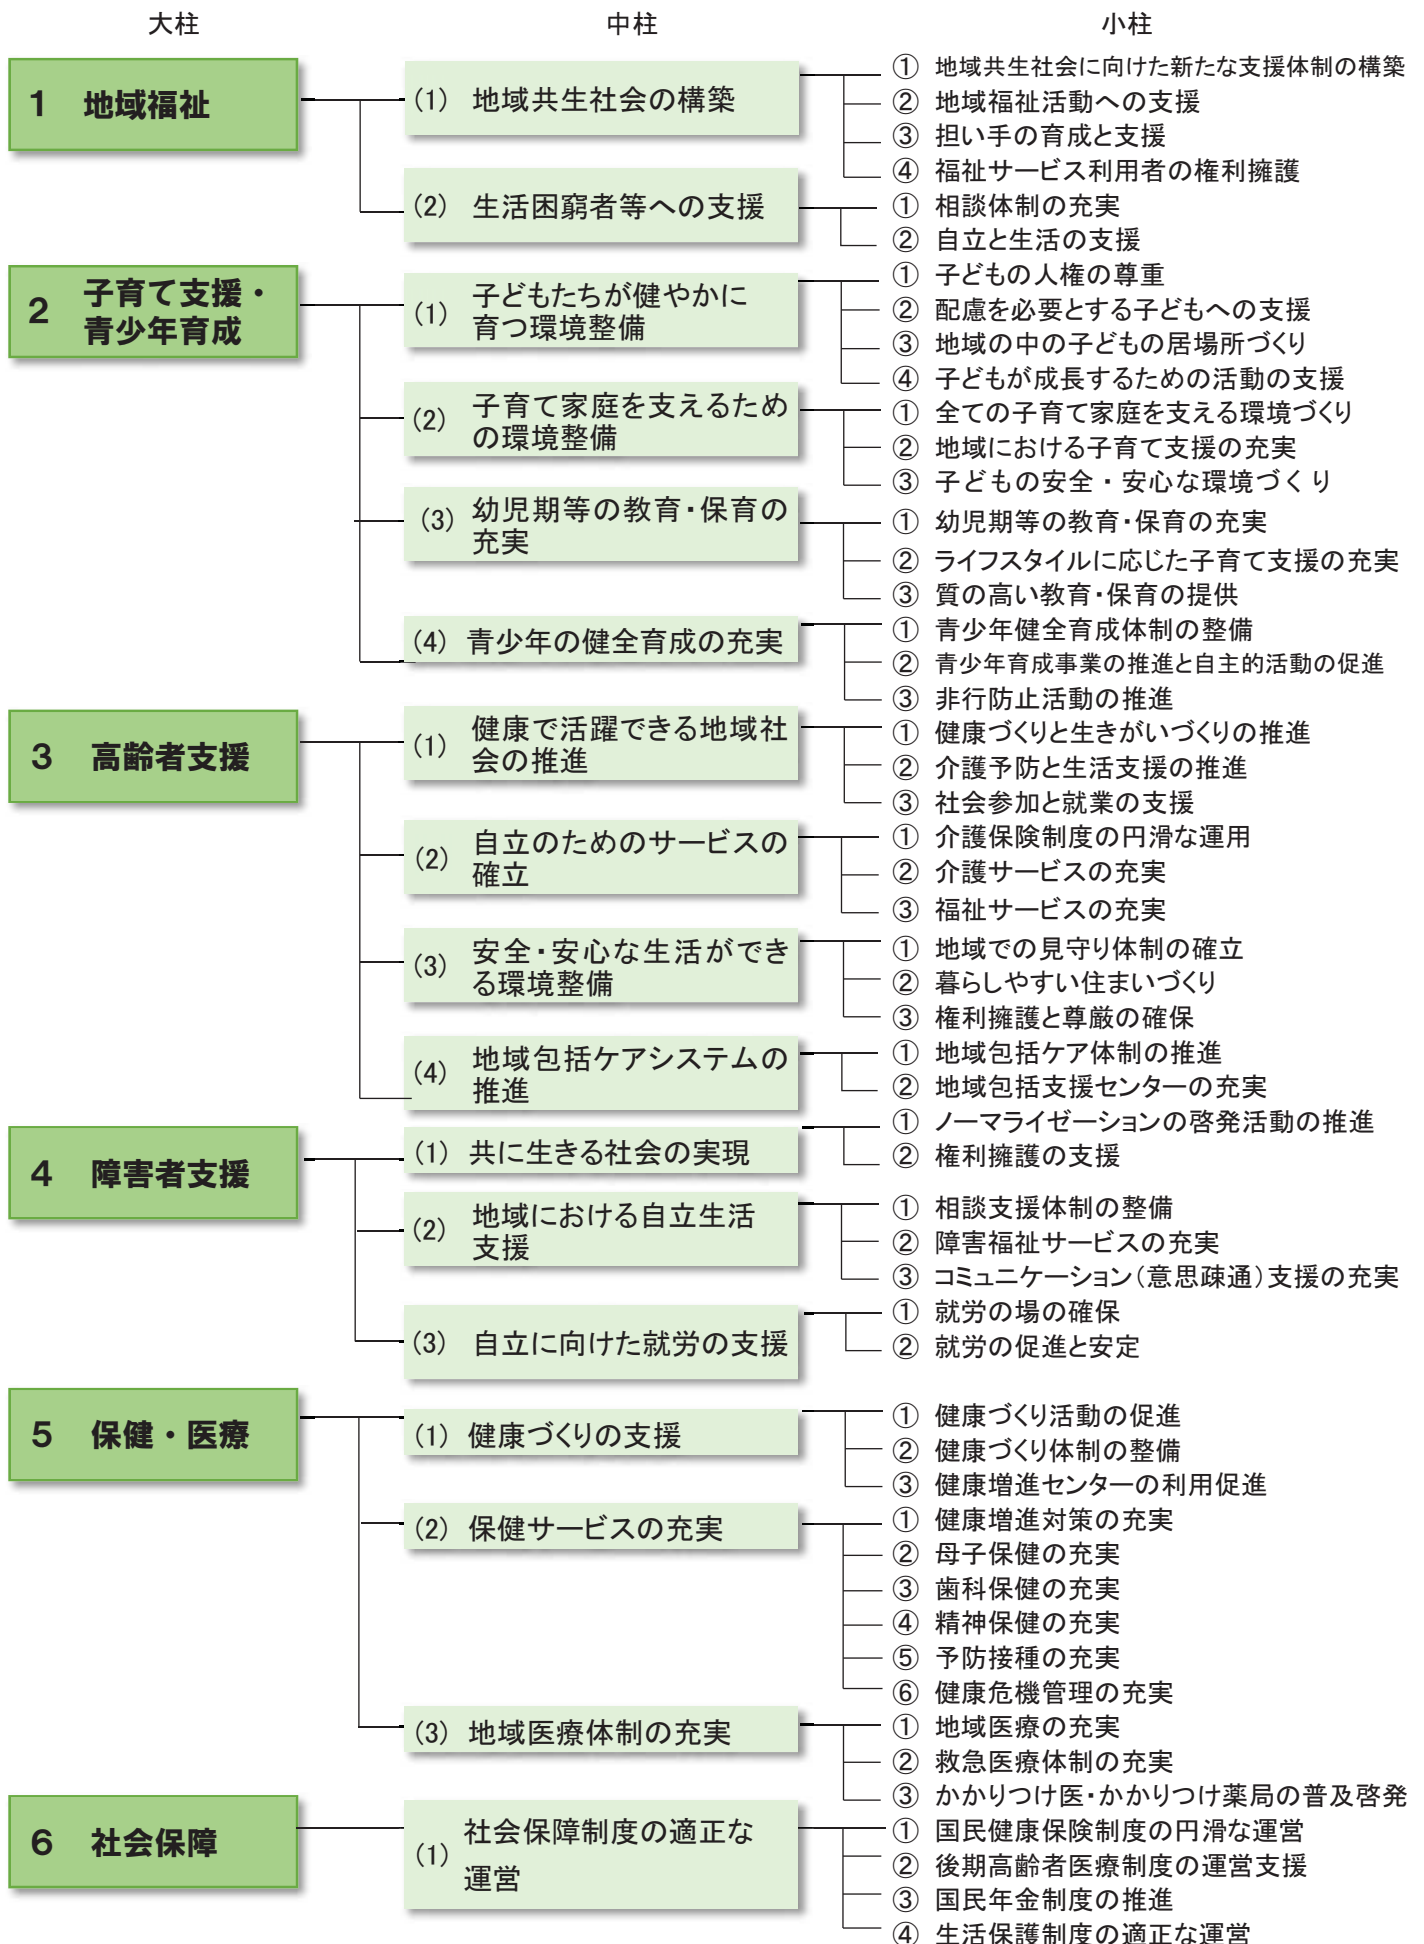 大柱 中柱 小柱
1 地域福祉
(1) 地域共生社会の構築
① 地域共生社会に向けた新たな支援体制の構築
② 地域福祉活動への支援
③ 担い手の育成と支援
④ 福祉サービス利用者の権利擁護
(2) 生活困窮者等への支援
① 相談体制の充実
② 自立と生活の支援
2 子育て支援・
青少年育成
(1) 子どもたちが健やかに
育つ環境整備
① 子どもの人権の尊重
② 配慮を必要とする子どもへの支援
③ 地域の中の子どもの居場所づくり
④ 子どもが成長するための活動の支援
(2) 子育て家庭を支えるため
の環境整備
① 全ての子育て家庭を支える環境づくり
② 地域における子育て支援の充実
③ 子どもの安全・安心な環境づくり
(3) 幼児期等の教育・保育の
充実
① 幼児期等の教育・保育の充実
② ライフスタイルに応じた子育て支援の充実
③ 質の高い教育・保育の提供
(4) 青少年の健全育成の充実
① 青少年健全育成体制の整備
② 青少年育成事業の推進と自主的活動の促進
③ 非行防止活動の推進
3 高齢者支援
(1) 健康で活躍できる地域社
会の推進
① 健康づくりと生きがいづくりの推進
② 介護予防と生活支援の推進
③ 社会参加と就業の支援
(2) 自立のためのサービスの
確立
① 介護保険制度の円滑な運用
② 介護サービスの充実
③ 福祉サービスの充実
(3) 安全・安心な生活ができ
る環境整備
① 地域での見守り体制の確立
② 暮らしやすい住まいづくり
③ 権利擁護と尊厳の確保
(4) 地域包括ケアシステムの
推進
① 地域包括ケア体制の推進
② 地域包括支援センターの充実
4 障害者支援
(1) 共に生きる社会の実現
① ノーマライゼーションの啓発活動の推進
② 権利擁護の支援
(2) 地域における自立生活
支援
① 相談支援体制の整備
② 障害福祉サービスの充実
③ コミュニケーション(意思疎通)支援の充実
(3) 自立に向けた就労の支援
① 就労の場の確保
② 就労の促進と安定
5 保健・医療
(1) 健康づくりの支援
① 健康づくり活動の促進
② 健康づくり体制の整備
③ 健康増進センターの利用促進
(2) 保健サービスの充実
① 健康増進対策の充実
② 母子保健の充実
③ 歯科保健の充実
④ 精神保健の充実
⑤ 予防接種の充実
⑥ 健康危機管理の充実
(3) 地域医療体制の充実
① 地域医療の充実
② 救急医療体制の充実
③ かかりつけ医・かかりつけ薬局の普及啓発
6 社会保障
(1) 社会保障制度の適正な
運営
① 国民健康保険制度の円滑な運営
② 後期高齢者医療制度の運営支援
③ 国民年金制度の推進
④ 生活保護制度の適正な運営